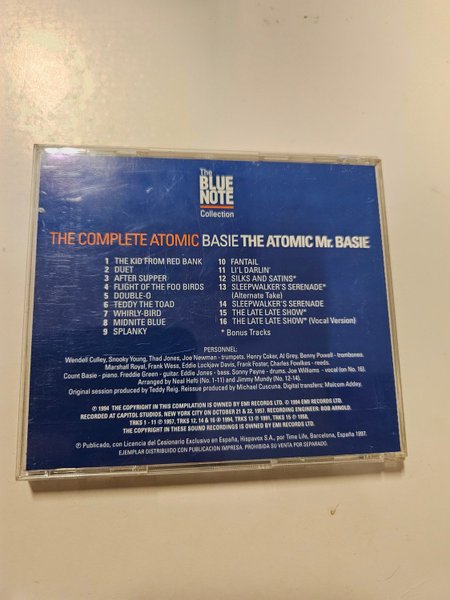 The
BLUE
NOTE
Collection
THE COMPLETE ATOMIC BASIE THE ATOMIC Mr. BASIE
1 THE KID FROM RED BANK
2 DUET
3 AFTER SUPPER
4 FLIGHT OF THE FOO BIRDS
5 DOUBLE-O
6 TEDDY THE TOAD
7 WHIRLY-BIRD
8 MIDNITE BLUE
9 SPLANKY
10 FANTAIL
11 LI'L DARLIN'
12 SILKS AND SATINS*
13 SLEEPWALKER'S SERENADE*
(Alternate Take)
14 SLEEPWALKER'S SERENADE
15 THE LATE LATE SHOW*
16 THE LATE LATE SHOW* (Vocal Version)
* Bonus Tracks
PERSONNEL:
Wendell Culley, Snooky Young, Thad Jones, Joe Newman - trumpets. Henry Coker, Al Grey, Benny Powell - trombones.
Marshall Royal, Frank Wess, Eddie Lockjaw Davis, Frank Foster, Charles Fowlkes - reeds.
Count Basie - piano. Freddie Green - guitar. Eddie Jones - bass. Sonny Payne - drums. Joe Williams - vocal (on No. 16).
Arranged by Neal Hefti (No. 1-11) and Jimmy Mundy (No. 12-14).
Original session produced by Teddy Reig. Reissue produced by Michael Cuscuna. Digital transfers: Malcom Addey.
℗ 1994 THE COPYRIGHT IN THIS COMPILATION IS OWNED BY EMI RECORDS LTD. © 1994 EMI RECORDS LTD.
RECORDED AT CAPITOL STUDIOS, NEW YORK CITY ON OCTOBER 21 & 22, 1957. RECORDING ENGINEER: BOB ARNOLD.
TRKS 1 - 11 ℗ 1957, TRKS 12, 14 & 16 ℗ 1994, TRKS 13 ℗ 1991, TRKS 15 ℗ 1958.
THE COPYRIGHT IN THESE SOUND RECORDINGS IS OWNED BY EMI RECORDS LTD.
℗ Publicado, con Licencia del Cesionario Exclusivo en España, Hispavox S.A., por Time Life, Barcelona, España 1997.
EJEMPLAR DISTRIBUIDO CON PUBLICACION IMPRESA. PROHIBIDA SU VENTA POR SEPARADO.